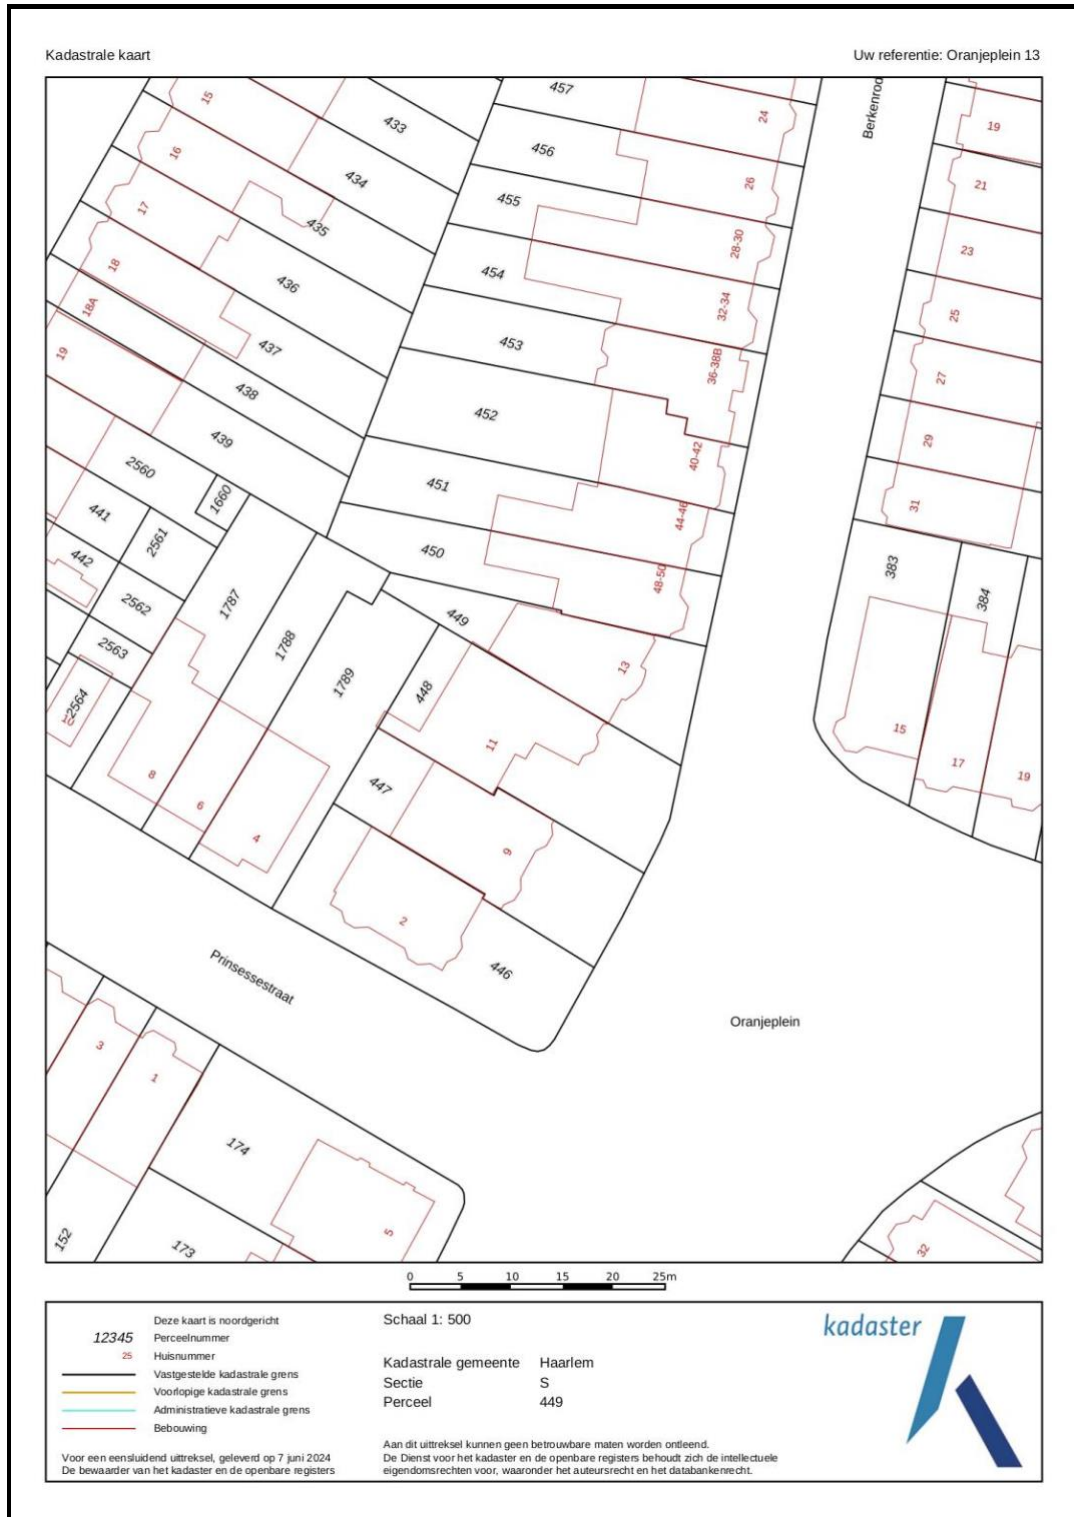 Kadastrale kaart
Uw referentie: Oranjeplein 13
15
433
457
24
Berkenrod
19
16
434
456
26
21
17
435
455
28-30
23
18
436
454
32-34
25
18A
437
453
36-38B
27
19
438
452
40-42
29
439
451
44-46
31
2560
1660
441
2561
450
48-50
383
384
442
2562
1787
449
2563
1788
1789
448
13
2564
10
11
15
17
19
8
6
4
447
9
2
446
Prinsessestraat
Oranjeplein
3
1
174
5
152
173
32
0 5 10 15 20 25m
Deze kaart is noordgericht
12345 Perceelnummer
25 Huisnummer
Vastgestelde kadastrale grens
Voorlopige kadastrale grens
Administratieve kadastrale grens
Bebouwing
Voor een eensluidend uittreksel, geleverd op 7 juni 2024
De bewaarder van het kadaster en de openbare registers
Schaal 1: 500
Kadastrale gemeente Haarlem
Sectie S
Perceel 449
Aan dit uittreksel kunnen geen betrouwbare maten worden ontleend.
De Dienst voor het kadaster en de openbare registers behoudt zich de intellectuele
eigendomsrechten voor, waaronder het auteursrecht en het databankenrecht.
kadaster